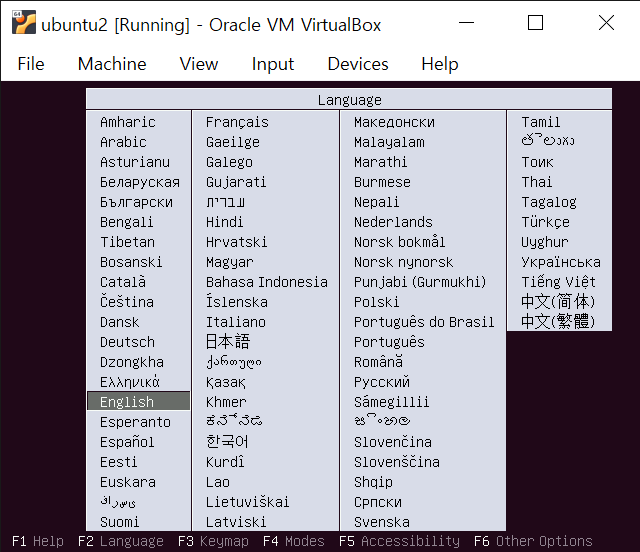 ubuntu2 [Running] - Oracle VM VirtualBox
File Machine View Input Devices Help
Language
Amharic
Arabic
Asturianu
Беларуская
Български
Bengali
Tibetan
Bosanski
Català
Čeština
Dansk
Deutsch
Dzongkha
Ελληνικά
English
Esperanto
Español
Eesti
Euskara
Suomi
Français
Gaeilge
Galego
Gujarati
עברית
Hindi
Hrvatski
Magyar
Bahasa Indonesia
Íslenska
Italiano
日本語
ქართული
Қазақ
Khmer
한국어
Kurdî
Lao
Lietuviškai
Latviski
Македонски
Malayalam
Marathi
Burmese
Nepali
Nederlands
Norsk bokmål
Norsk nynorsk
Punjabi (Gurmukhi)
Polski
Português do Brasil
Português
Română
Русский
Sámegillii
Slovenčina
Slovenščina
Shqip
Српски
Svenska
Tamil
Тоик
Thai
Tagalog
Türkçe
Uyghur
Українська
Tiếng Việt
中文(简体)
中文(繁體)
F1 Help F2 Language F3 Keymap F4 Modes F5 Accessibility F6 Other Options